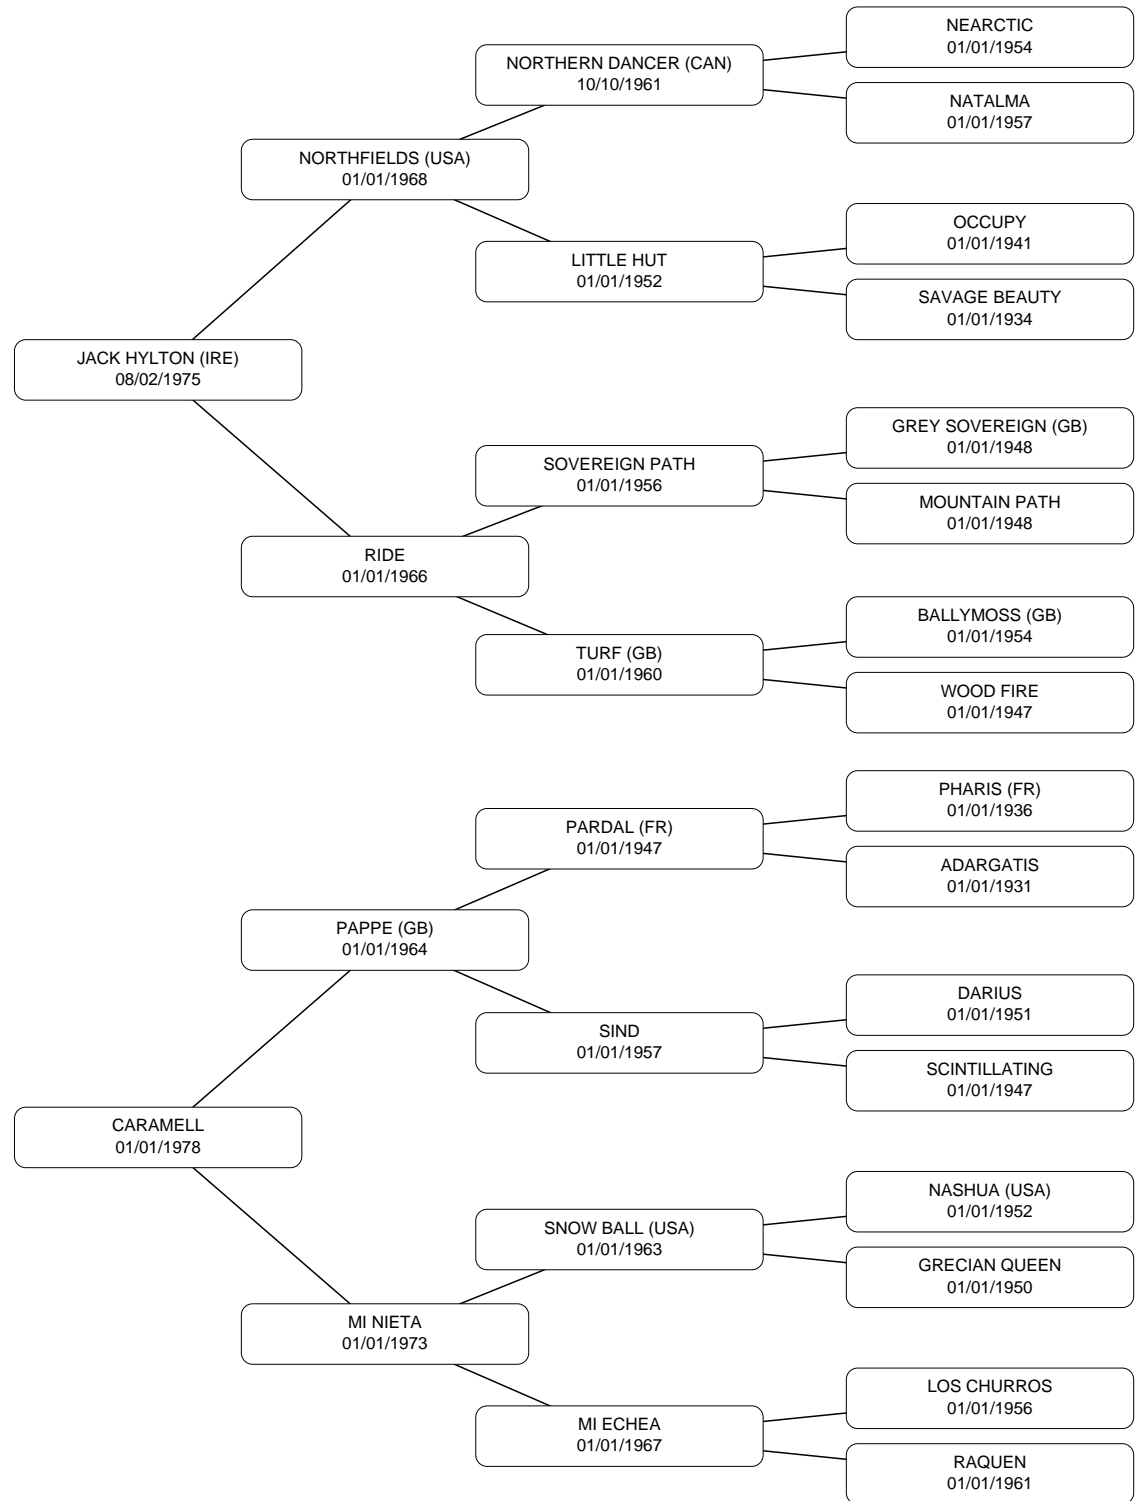 NEARCTIC
01/01/1954
NORTHERN DANCER (CAN)
10/10/1961
NATALMA
01/01/1957
NORTHFIELDS (USA)
01/01/1968
OCCUPY
01/01/1941
LITTLE HUT
01/01/1952
SAVAGE BEAUTY
01/01/1934
JACK HYLTON (IRE)
08/02/1975
GREY SOVEREIGN (GB)
01/01/1948
SOVEREIGN PATH
01/01/1956
MOUNTAIN PATH
01/01/1948
RIDE
01/01/1966
BALLYMOSS (GB)
01/01/1954
TURF (GB)
01/01/1960
WOOD FIRE
01/01/1947
PHARIS (FR)
01/01/1936
PARDAL (FR)
01/01/1947
ADARGATIS
01/01/1931
PAPPE (GB)
01/01/1964
DARIUS
01/01/1951
SIND
01/01/1957
SCINTILLATING
01/01/1947
CARAMELL
01/01/1978
NASHUA (USA)
01/01/1952
SNOW BALL (USA)
01/01/1963
GRECIAN QUEEN
01/01/1950
MI NIETA
01/01/1973
LOS CHURROS
01/01/1956
MI ECHEA
01/01/1967
RAQUEN
01/01/1961